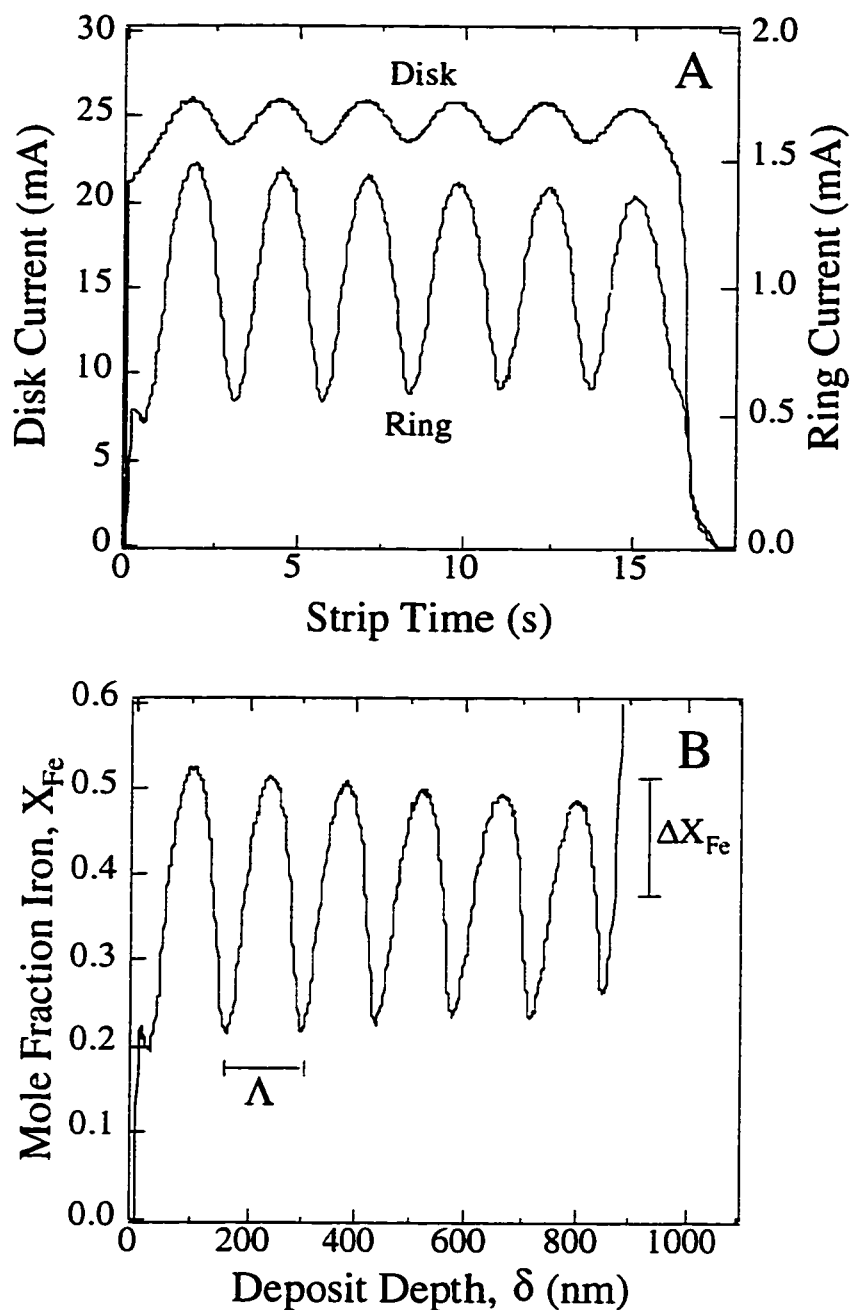 A
Disk Current (mA)
30
25
20
15
10
5
0
Disk
Ring
2.0
1.5
1.0
0.5
0.0
Ring Current (mA)
0 5 10 15
Strip Time (s)
B
Mole Fraction Iron, X_Fe
0.6
0.5
0.4
0.3
0.2
0.1
0.0
ΔX_Fe
Λ
0 200 400 600 800 1000
Deposit Depth, δ (nm)